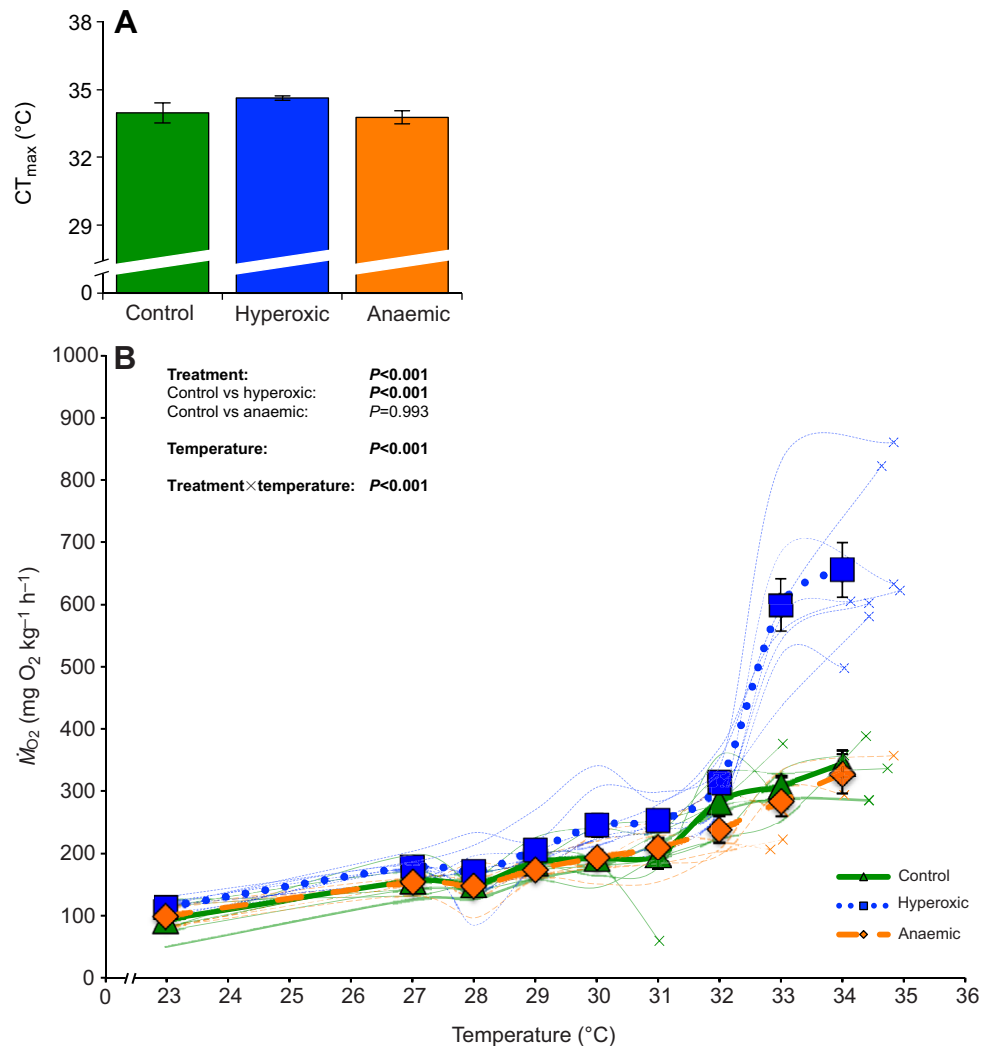 A
38
35
32
29
0
CTmax (°C)
Control Hyperoxic Anaemic
B
1000
900
800
700
600
500
400
300
200
100
0
ṀO2 (mg O2 kg–1 h–1)
Treatment: P<0.001
Control vs hyperoxic: P<0.001
Control vs anaemic: P=0.993
Temperature: P<0.001
Treatment×temperature: P<0.001
Control
Hyperoxic
Anaemic
23 24 25 26 27 28 29 30 31 32 33 34 35 36
Temperature (°C)